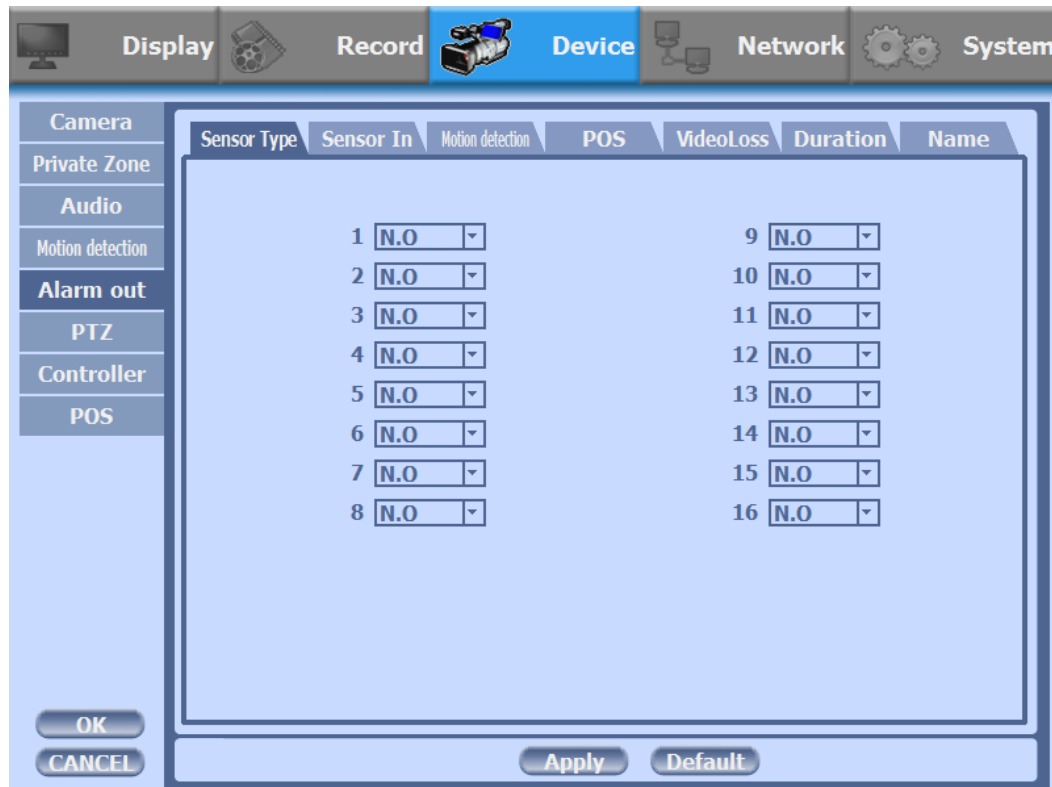 Display Record Device Network System
Camera
Private Zone
Audio
Motion detection
Alarm out
PTZ
Controller
POS
Sensor Type Sensor In Motion detection POS VideoLoss Duration Name
1 N.O 9 N.O
2 N.O 10 N.O
3 N.O 11 N.O
4 N.O 12 N.O
5 N.O 13 N.O
6 N.O 14 N.O
7 N.O 15 N.O
8 N.O 16 N.O
OK
CANCEL
Apply Default